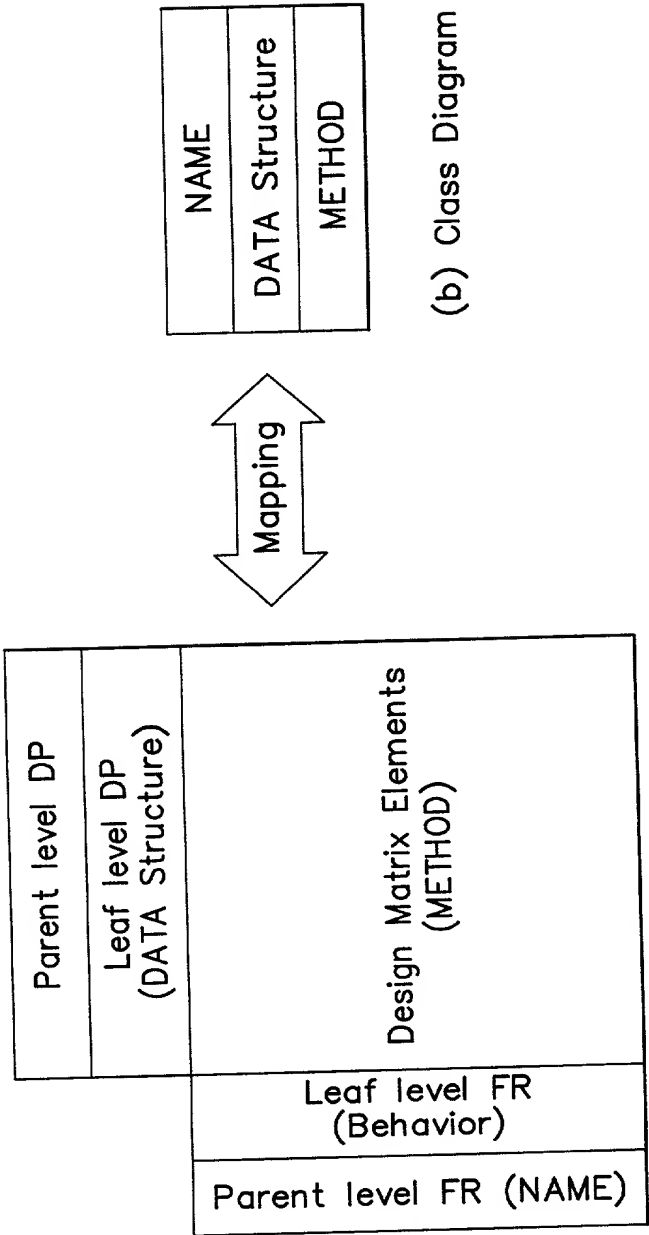 Parent level DP
Leaf level DP
(DATA Structure)
Design Matrix Elements
(METHOD)
Leaf level FR
(Behavior)
Parent level FR (NAME)
Mapping
NAME
DATA Structure
METHOD
(b) Class Diagram